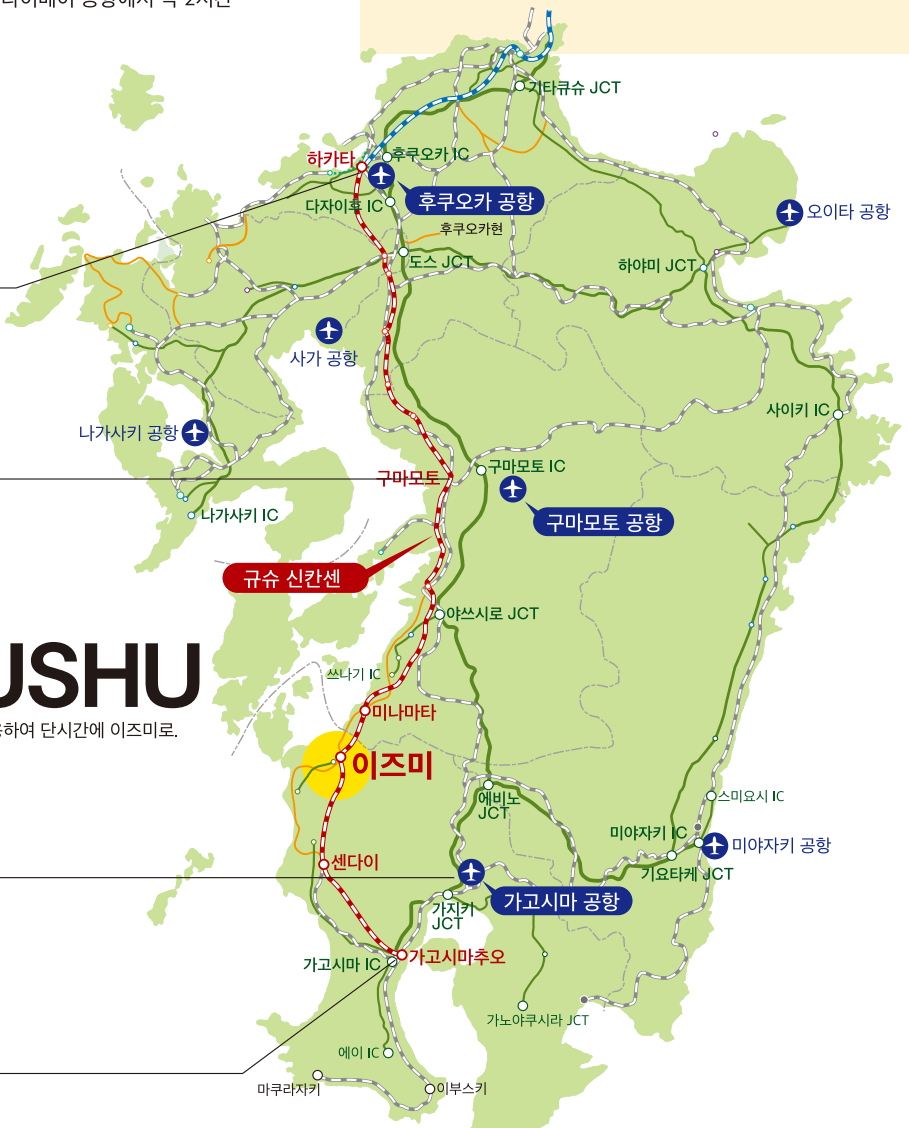 공항에서 약 2시간
기타큐슈 JCT
하카타
후쿠오카 IC
후쿠오카 공항
다자이후 IC
오이타 공항
후쿠오카현
도스 JCT
하야미 JCT
사가 공항
사이키 IC
나가사키 공항
구마모토
구마모토 IC
나가사키 IC
구마모토 공항
규슈 신칸센
야쓰시로 JCT
USHU
쓰나기 IC
미나마타
하여 단시간에 이즈미로.
이즈미
에비노
JCT
스미요시 IC
미야자키 IC
미야자키 공항
센다이
기요타케 JCT
가고시마 공항
가지키
JCT
가고시마추오
가고시마 IC
가노야쿠시라 JCT
에이 IC
마쿠라자키
이부스키